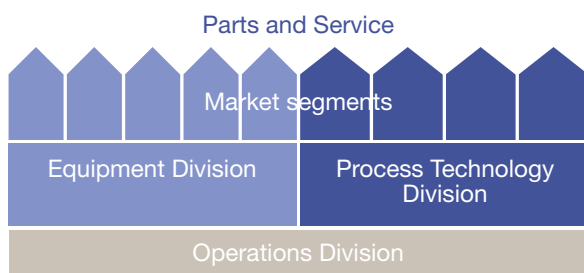 Parts and Service
Market segments
Equipment Division
Process Technology
Division
Operations Division